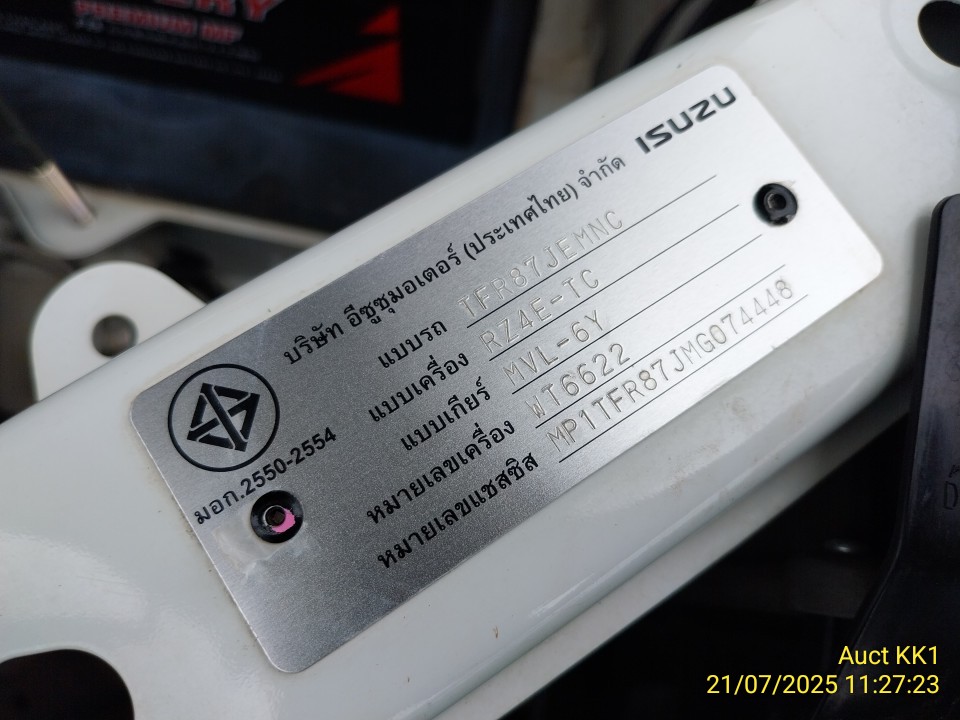 PREMIUM MF
ISUZU
บริษัท อีซูซุมอเตอร์ (ประเทศไทย) จำกัด
แบบรถ TFR87JEMNC
แบบเครื่อง RZ4E-TC
แบบเกียร์ MVL-6Y
หมายเลขเครื่อง WT6622
หมายเลขแชสซิส MP1TFR87JMG074448
มอก.2550-2554
Auct KK1
21/07/2025 11:27:23